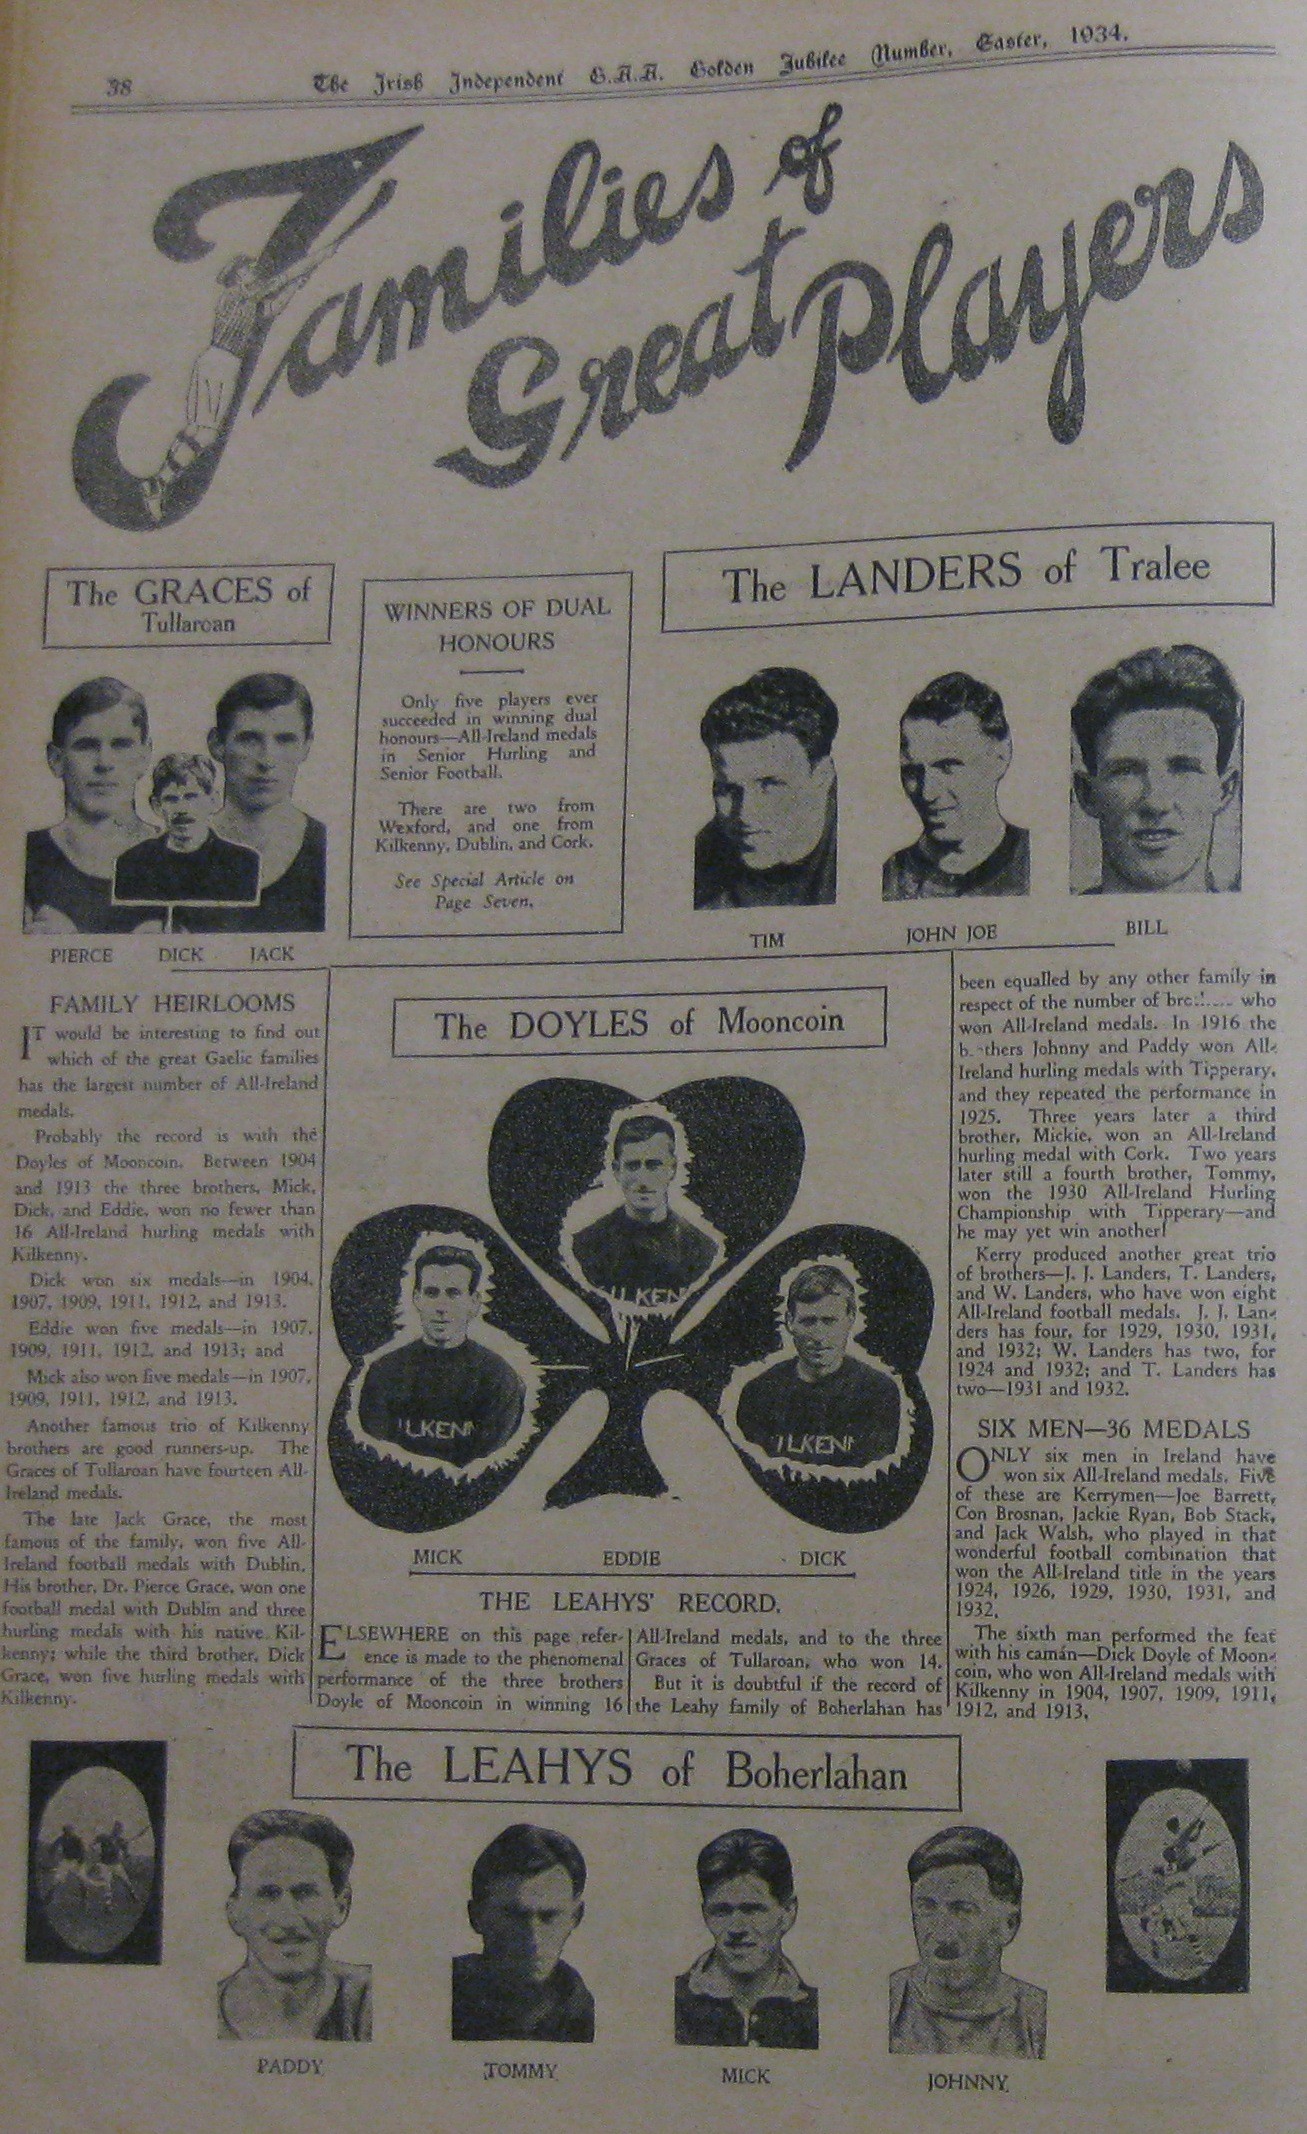 38
The Irish Independent G.A.A. Golden Jubilee Number, Easter, 1934.
Families of
Great Players
The GRACES of
Tullaroan
PIERCE DICK JACK
WINNERS OF DUAL
HONOURS
Only five players ever
succeeded in winning dual
honours—All-Ireland medals
in Senior Hurling and
Senior Football.
There are two from
Wexford, and one from
Kilkenny, Dublin, and Cork.
See Special Article on
Page Seven.
The LANDERS of Tralee
TIM
JOHN JOE
BILL
FAMILY HEIRLOOMS
IT would be interesting to find out
which of the great Gaelic families
has the largest number of All-Ireland
medals.
Probably the record is with the
Doyles of Mooncoin. Between 1904
and 1913 the three brothers, Mick,
Dick, and Eddie, won no fewer than
16 All-Ireland hurling medals with
Kilkenny.
Dick won six medals—in 1904,
1907, 1909, 1911, 1912, and 1913.
Eddie won five medals—in 1907,
1909, 1911, 1912, and 1913; and
Mick also won five medals—in 1907,
1909, 1911, 1912, and 1913.
Another famous trio of Kilkenny
brothers are good runners-up. The
Graces of Tullaroan have fourteen All-
Ireland medals.
The late Jack Grace, the most
famous of the family, won five All-
Ireland football medals with Dublin.
His brother, Dr. Pierce Grace, won one
football medal with Dublin and three
hurling medals with his native Kil-
kenny; while the third brother, Dick
Grace, won five hurling medals with
Kilkenny.
The DOYLES of Mooncoin
ILKEN
ILKENN
ILKENN
MICK EDDIE DICK
THE LEAHYS' RECORD.
ELSEWHERE on this page refer-
ence is made to the phenomenal
performance of the three brothers
Doyle of Mooncoin in winning 16
All-Ireland medals, and to the three
Graces of Tullaroan, who won 14.
But it is doubtful if the record of
the Leahy family of Boherlahan has
been equalled by any other family in
respect of the number of who
won All-Ireland medals. In 1916 the
b thers Johnny and Paddy won All-
Ireland hurling medals with Tipperary,
and they repeated the performance in
1925. Three years later a third
brother, Mickie, won an All-Ireland
hurling medal with Cork. Two years
later still a fourth brother, Tommy,
won the 1930 All-Ireland Hurling
Championship with Tipperary—and
he may yet win another!
Kerry produced another great trio
of brothers—J. J. Landers, T. Landers,
and W. Landers, who have won eight
All-Ireland football medals. J. J. Lan-
ders has four, for 1929, 1930, 1931,
and 1932; W. Landers has two, for
1924 and 1932; and T. Landers has
two—1931 and 1932.
SIX MEN—36 MEDALS
ONLY six men in Ireland have
won six All-Ireland medals. Five
of these are Kerrymen—Joe Barrett,
Con Brosnan, Jackie Ryan, Bob Stack,
and Jack Walsh, who played in that
wonderful football combination that
won the All-Ireland title in the years
1924, 1926, 1929, 1930, 1931, and
1932.
The sixth man performed the feat
with his camán—Dick Doyle of Moon-
coin, who won All-Ireland medals with
Kilkenny in 1904, 1907, 1909, 1911,
1912, and 1913.
The LEAHYS of Boherlahan
PADDY
TOMMY
MICK
JOHNNY